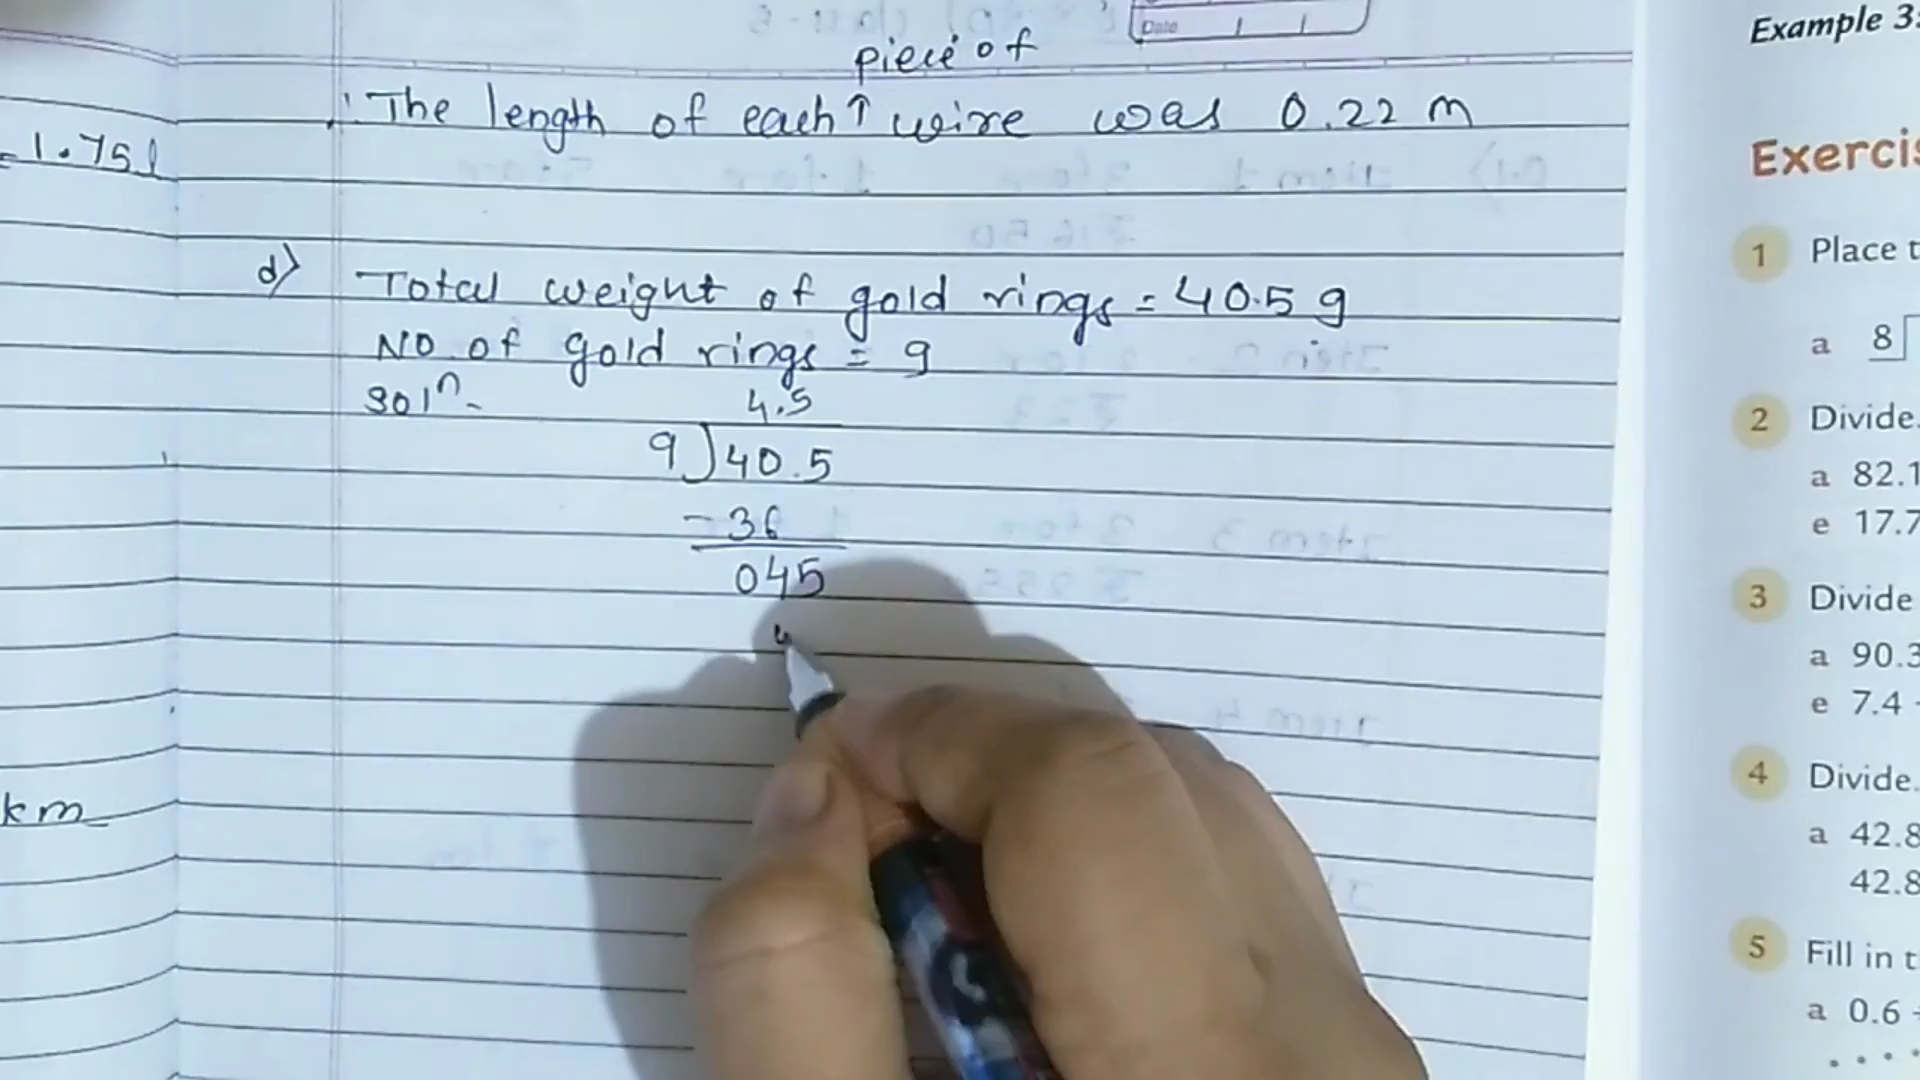 Date
piece of
∴ The length of each↑ wire was 0.22 m
= 1.75 l
d) Total weight of gold rings = 40.5 g
NO. of gold rings = 9
Solⁿ-
4.5
9)40.5
-36
045
4
km
Example 3:
1 Place t
a 8
2 Divide.
a 82.1
e 17.7
3 Divide
a 90.3
e 7.4
4 Divide.
a 42.8
42.8
5 Fill in t
a 0.6 ÷